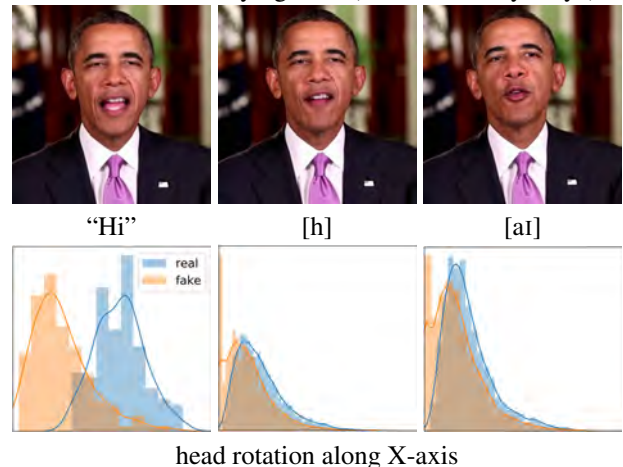 “Hi” [h] [aɪ]
real
fake
head rotation along X-axis